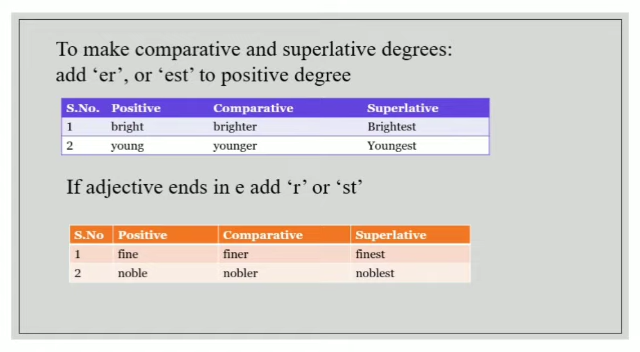 To make comparative and superlative degrees:
add ‘er’, or ‘est’ to positive degree
S.No. Positive Comparative Superlative
1 bright brighter Brightest
2 young younger Youngest
If adjective ends in e add ‘r’ or ‘st’
S.No Positive Comparative Superlative
1 fine finer finest
2 noble nobler noblest